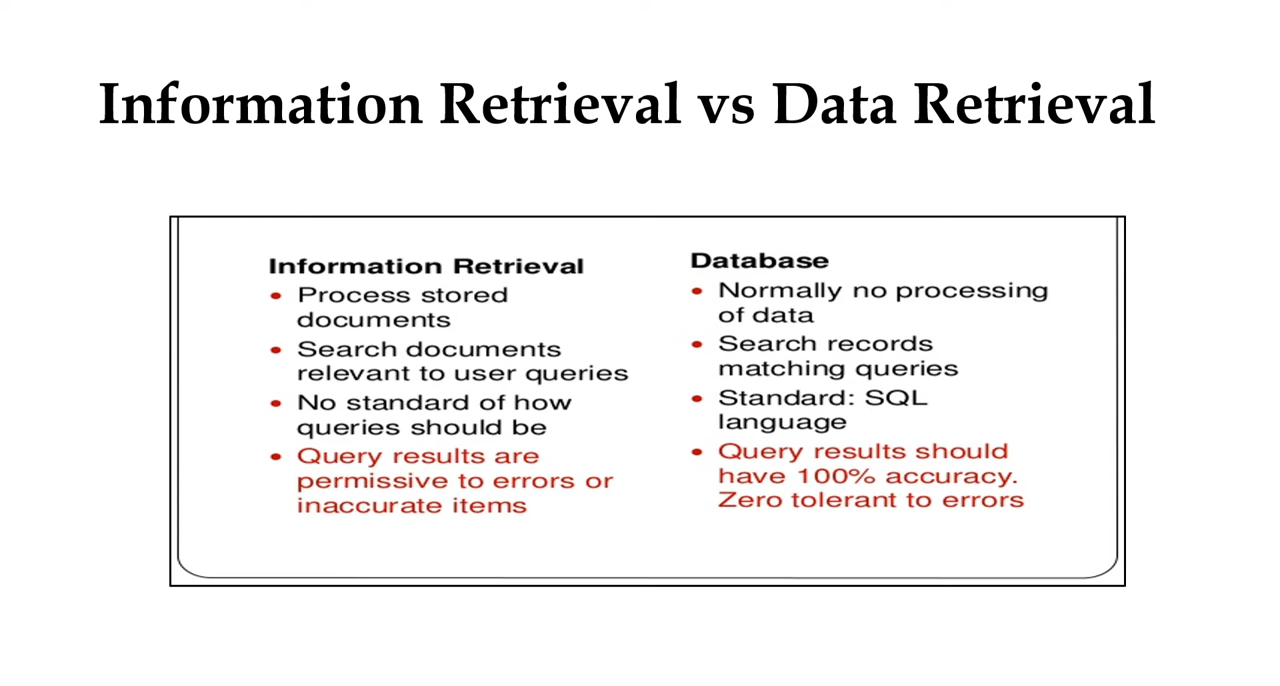 Information Retrieval vs Data Retrieval
Information Retrieval
• Process stored
documents
• Search documents
relevant to user queries
• No standard of how
queries should be
• Query results are
permissive to errors or
inaccurate items
Database
• Normally no processing
of data
• Search records
matching queries
• Standard: SQL
language
• Query results should
have 100% accuracy.
Zero tolerant to errors